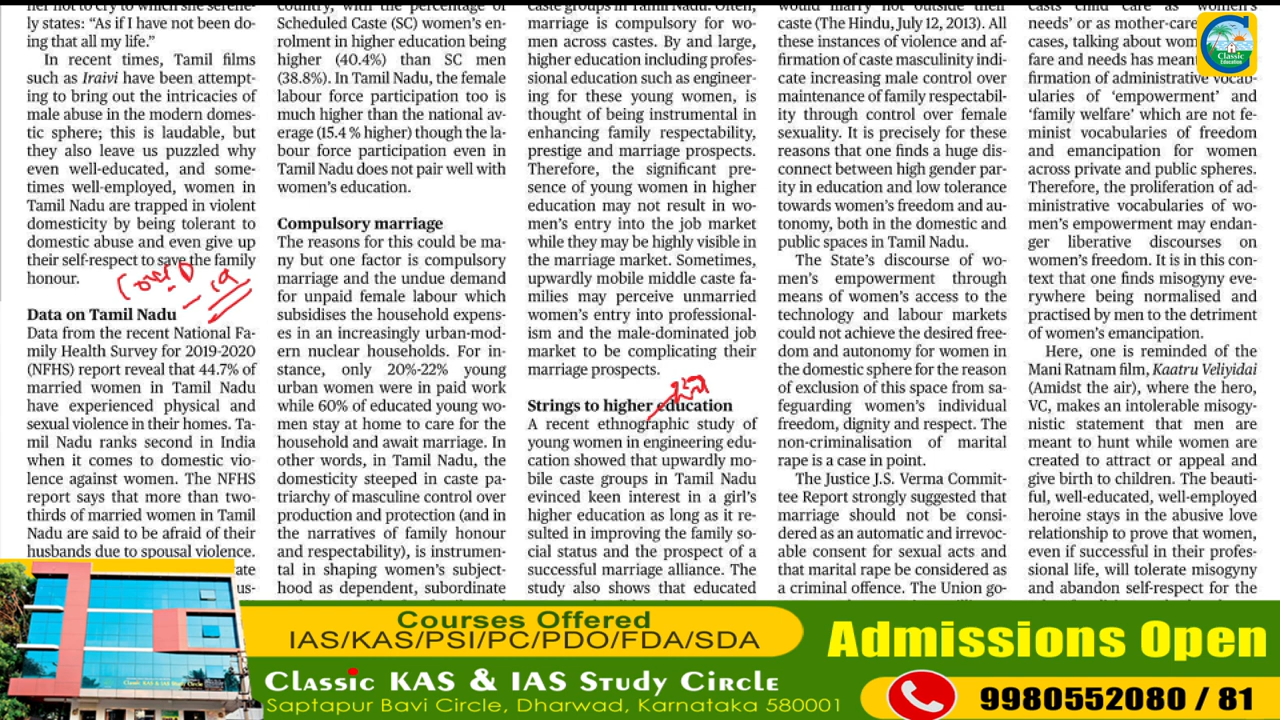 her not to cry to which she serene-
ly states: “As if I have not been do-
ing that all my life.”
In recent times, Tamil films
such as Iraivi have been attempt-
ing to bring out the intricacies of
male abuse in the modern domes-
tic sphere; this is laudable, but
they also leave us puzzled why
even well-educated, and some-
times well-employed, women in
Tamil Nadu are trapped in violent
domesticity by being tolerant to
domestic abuse and even give up
their self-respect to save the family
honour.
Covid - 19
Data on Tamil Nadu
Data from the recent National Fa-
mily Health Survey for 2019-2020
(NFHS) report reveal that 44.7% of
married women in Tamil Nadu
have experienced physical and
sexual violence in their homes. Ta-
mil Nadu ranks second in India
when it comes to domestic vio-
lence against women. The NFHS
report says that more than two-
thirds of married women in Tamil
Nadu are said to be afraid of their
husbands due to spousal violence.
country, with the percentage of
Scheduled Caste (SC) women’s en-
rolment in higher education being
higher (40.4%) than SC men
(38.8%). In Tamil Nadu, the female
labour force participation too is
much higher than the national av-
erage (15.4 % higher) though the la-
bour force participation even in
Tamil Nadu does not pair well with
women’s education.
Compulsory marriage
The reasons for this could be ma-
ny but one factor is compulsory
marriage and the undue demand
for unpaid female labour which
subsidises the household expens-
es in an increasingly urban-mod-
ern nuclear households. For in-
stance, only 20%-22% young
urban women were in paid work
while 60% of educated young wo-
men stay at home to care for the
household and await marriage. In
other words, in Tamil Nadu, the
domesticity steeped in caste pa-
triarchy of masculine control over
production and protection (and in
the narratives of family honour
and respectability), is instrumen-
tal in shaping women’s subject-
hood as dependent, subordinate
caste groups in Tamil Nadu. Often,
marriage is compulsory for wo-
men across castes. By and large,
higher education including profes-
sional education such as engineer-
ing for these young women, is
thought of being instrumental in
enhancing family respectability,
prestige and marriage prospects.
Therefore, the significant pre-
sence of young women in higher
education may not result in wo-
men’s entry into the job market
while they may be highly visible in
the marriage market. Sometimes,
upwardly mobile middle caste fa-
milies may perceive unmarried
women’s entry into professional-
ism and the male-dominated job
market to be complicating their
marriage prospects.
Strings to higher education
A recent ethnographic study of
young women in engineering edu-
cation showed that upwardly mo-
bile caste groups in Tamil Nadu
evinced keen interest in a girl’s
higher education as long as it re-
sulted in improving the family so-
cial status and the prospect of a
successful marriage alliance. The
study also shows that educated
would marry not outside their
caste (The Hindu, July 12, 2013). All
these instances of violence and af-
firmation of caste masculinity indi-
cate increasing male control over
maintenance of family respectabil-
ity through control over female
sexuality. It is precisely for these
reasons that one finds a huge dis-
connect between high gender par-
ity in education and low tolerance
towards women’s freedom and au-
tonomy, both in the domestic and
public spaces in Tamil Nadu.
The State’s discourse of wo-
men’s empowerment through
means of women’s access to the
technology and labour markets
could not achieve the desired free-
dom and autonomy for women in
the domestic sphere for the reason
of exclusion of this space from sa-
feguarding women’s individual
freedom, dignity and respect. The
non-criminalisation of marital
rape is a case in point.
The Justice J.S. Verma Commit-
tee Report strongly suggested that
marriage should not be consi-
dered as an automatic and irrevoc-
able consent for sexual acts and
that marital rape be considered as
a criminal offence. The Union go-
casts child care as women’s
needs’ or as mother-care
cases, talking about wom
fare and needs has mean
firmation of administrative vocab-
ularies of ‘empowerment’ and
‘family welfare’ which are not fe-
minist vocabularies of freedom
and emancipation for women
across private and public spheres.
Therefore, the proliferation of ad-
ministrative vocabularies of wo-
men’s empowerment may endan-
ger liberative discourses on
women’s freedom. It is in this con-
text that one finds misogyny eve-
rywhere being normalised and
practised by men to the detriment
of women’s emancipation.
Here, one is reminded of the
Mani Ratnam film, Kaatru Veliyidai
(Amidst the air), where the hero,
VC, makes an intolerable misogy-
nistic statement that men are
meant to hunt while women are
created to attract or appeal and
give birth to children. The beauti-
ful, well-educated, well-employed
heroine stays in the abusive love
relationship to prove that women,
even if successful in their profes-
sional life, will tolerate misogyny
and abandon self-respect for the
Classic
Education
Courses Offered
IAS/KAS/PSI/PC/PDO/FDA/SDA
Classic KAS & IAS Study Circle
Saptapur Bavi Circle, Dharwad, Karnataka 580001
Admissions Open
9980552080 / 81